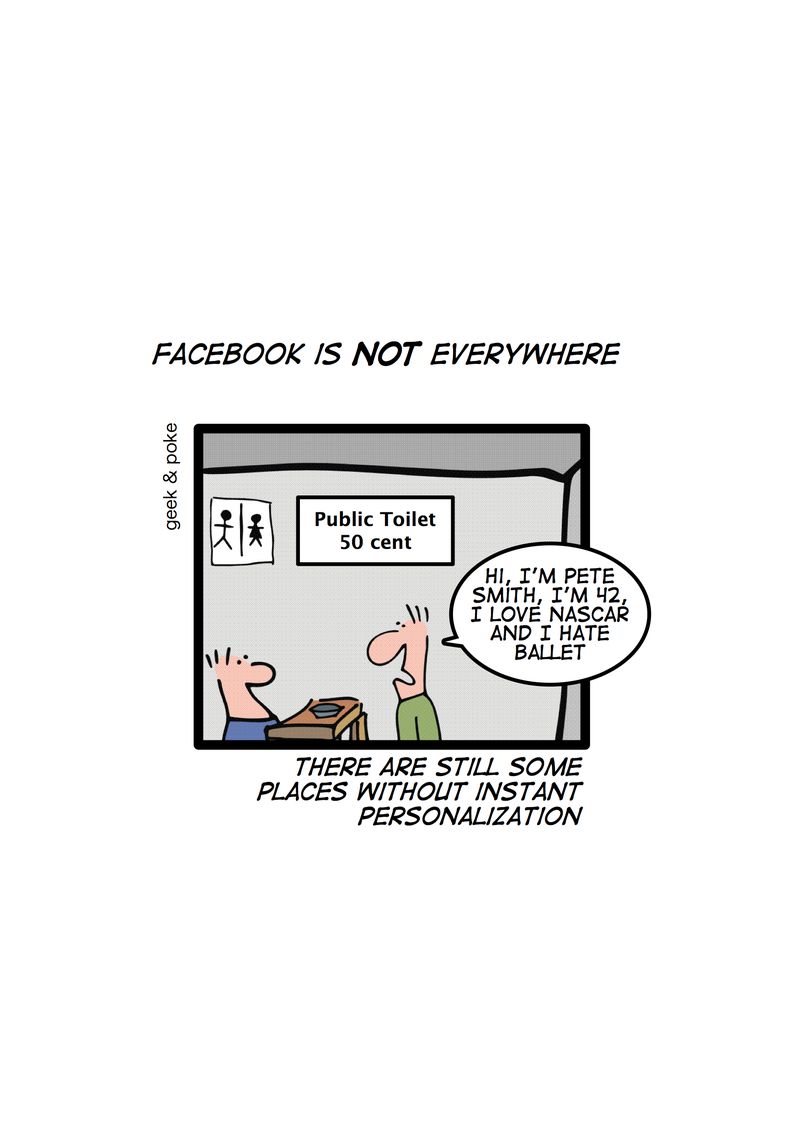 FACEBOOK IS NOT EVERYWHERE
geek & poke
Public Toilet
50 cent
HI, I'M PETE
SMITH, I'M 42,
I LOVE NASCAR
AND I HATE
BALLET
THERE ARE STILL SOME
PLACES WITHOUT INSTANT
PERSONALIZATION